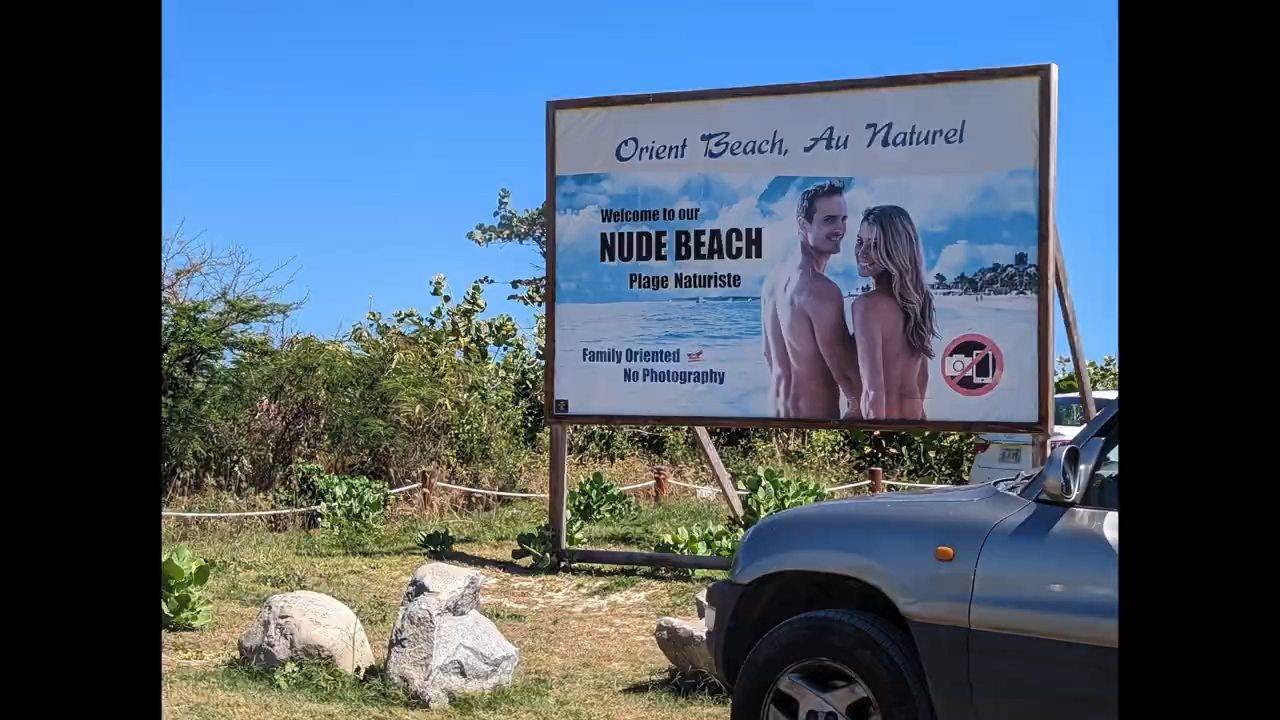 Orient Beach, Au Naturel
Welcome to our
NUDE BEACH
Plage Naturiste
Family Oriented
No Photography